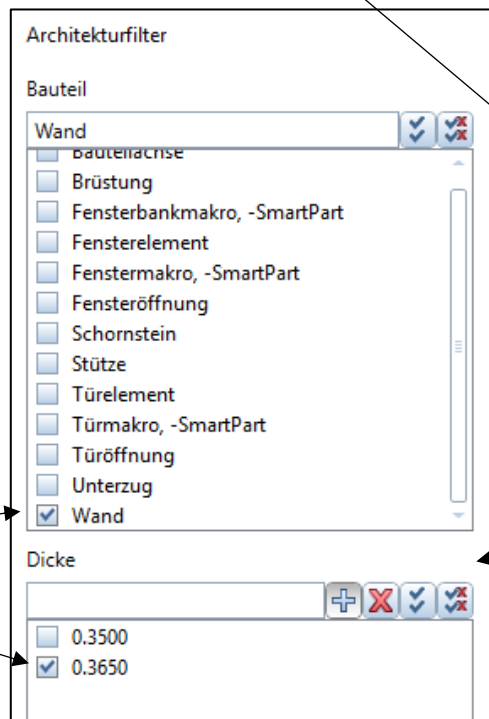 Architekturfilter
Bauteil
Wand
Bauteilachse
Brüstung
Fensterbankmakro, -SmartPart
Fensterelement
Fenstermakro, -SmartPart
Fensteröffnung
Schornstein
Stütze
Türelement
Türmakro, -SmartPart
Türöffnung
Unterzug
Wand
Dicke
0.3500
0.3650